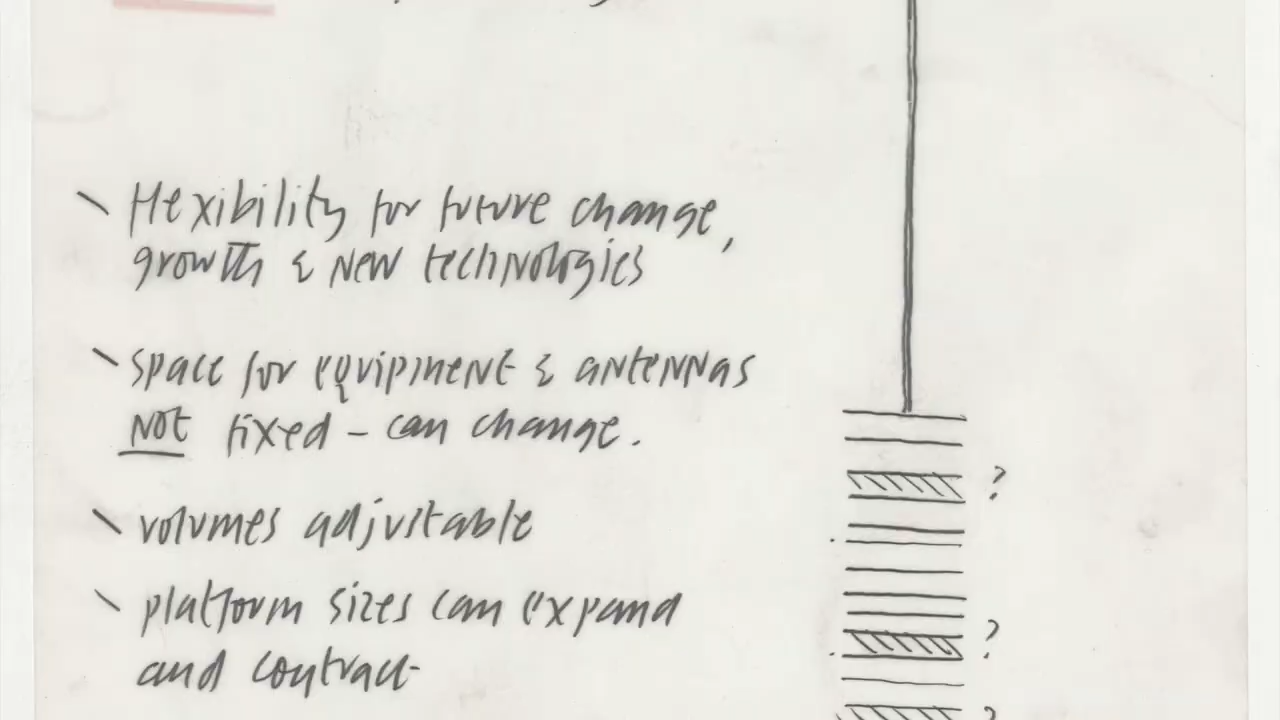 \ Flexibility for future change,
growth & New technologies
\ space for equipment & antennas
NOT fixed - can change.
\ volumes adjustable
\ platform sizes can expand
and contract
?
?
?